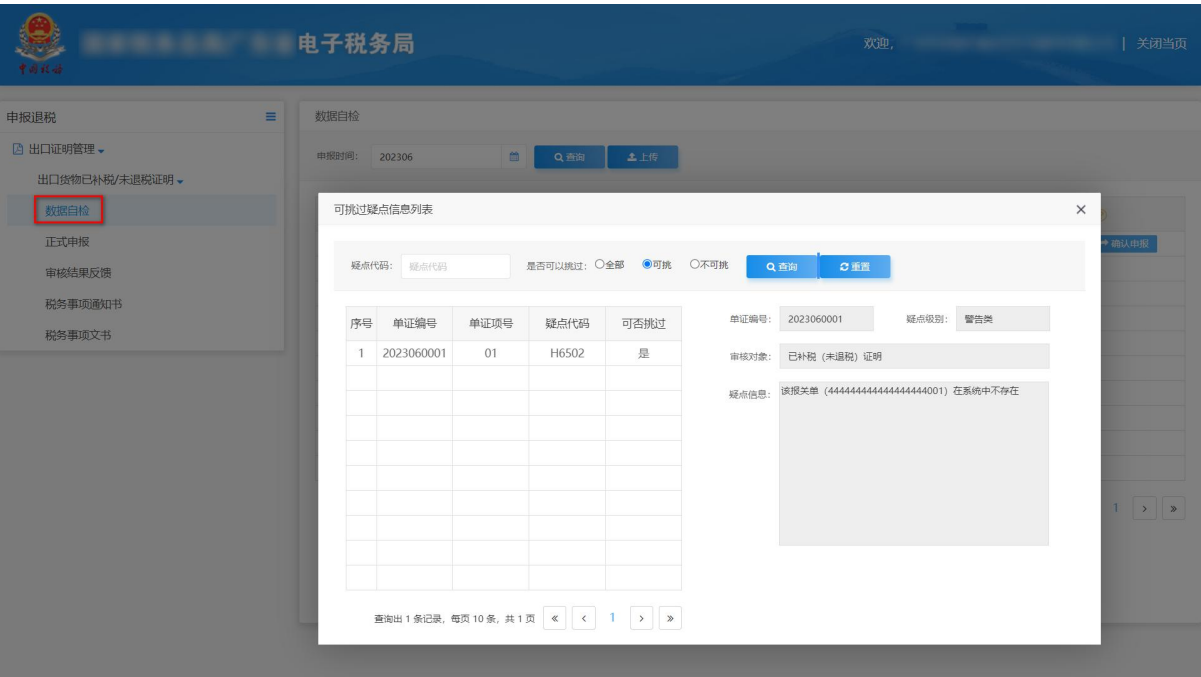 电子税务局
欢迎,
| 关闭当页
中国税务
申报退税
数据自检
出口证明管理
申报时间: 202306 查询 上传
出口货物已补税/未退税证明
数据自检
正式申报
审核结果反馈
税务事项通知书
税务事项文书
确认申报
可挑过疑点信息列表
疑点代码: 疑点代码 是否可以挑过: 全部 可挑 不可挑 查询 重置
序号 单证编号 单证项号 疑点代码 可否挑过
1 2023060001 01 H6502 是
单证编号: 2023060001 疑点级别: 警告类
审核对象: 已补税 (未退税) 证明
疑点信息: 该报关单 (444444444444444444001) 在系统中不存在
查询出 1 条记录, 每页 10 条, 共 1 页 « ‹ 1 › »
1 › »